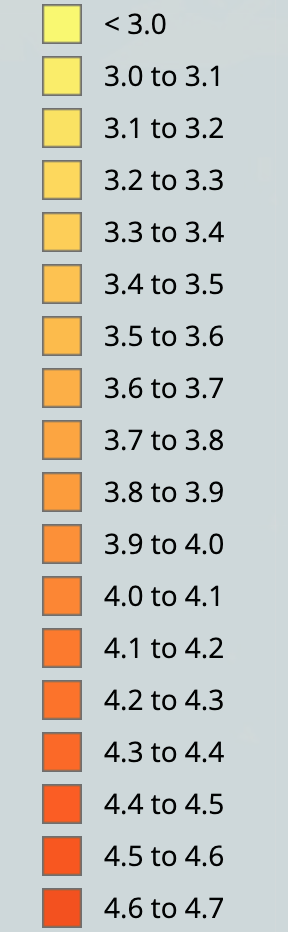 < 3.0
3.0 to 3.1
3.1 to 3.2
3.2 to 3.3
3.3 to 3.4
3.4 to 3.5
3.5 to 3.6
3.6 to 3.7
3.7 to 3.8
3.8 to 3.9
3.9 to 4.0
4.0 to 4.1
4.1 to 4.2
4.2 to 4.3
4.3 to 4.4
4.4 to 4.5
4.5 to 4.6
4.6 to 4.7